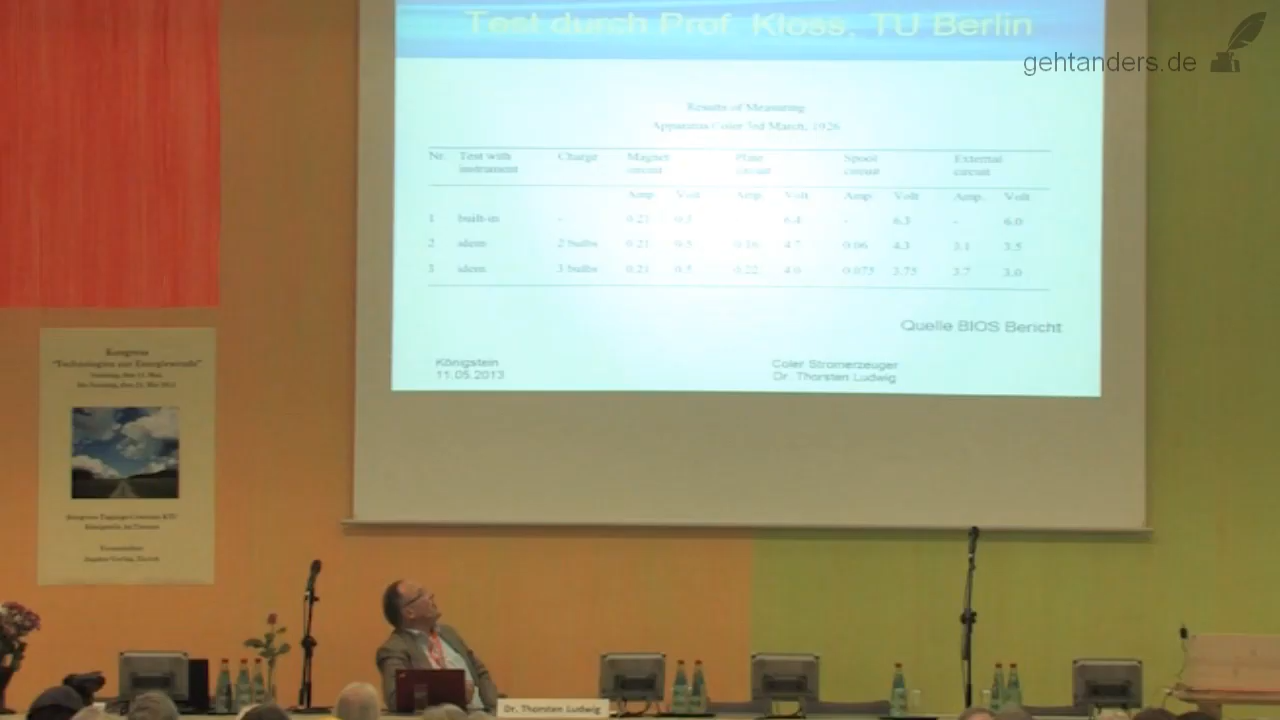 Test durch Prof. Kloss, TU Berlin
gehtanders.de
Results of Measuring
Apparatus Coler 3rd March, 1926
Nr. Test with instrument Charge Magnet circuit Plate circuit Spool circuit External circuit
Amp. Volt Amp. Volt Amp. Volt Amp. Volt
1 built-in - 0.21 0.5 6.4 - 6.3 - 6.0
2 idem 2 bulbs 0.21 0.5 0.16 4.7 0.06 4.3 3.1 3.5
3 idem 3 bulbs 0.21 0.5 0.22 4.0 0.075 3.75 3.7 3.0
Quelle BIOS Bericht
Königstein
11.05.2013
Coler Stromerzeuger
Dr. Thorsten Ludwig
Kongress
"Technologien zur Energiewende"
Dr. Thorsten Ludwig